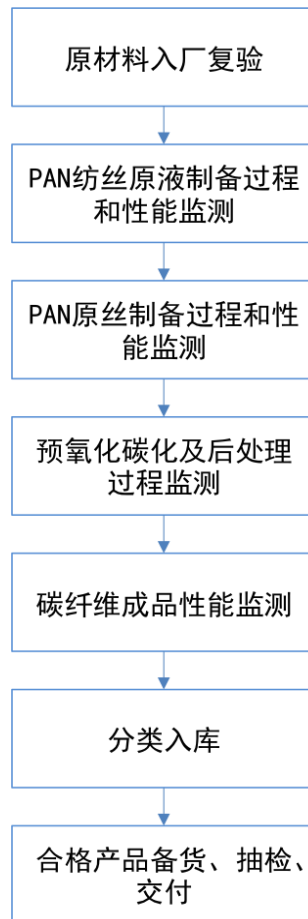 原材料入厂复验
PAN纺丝原液制备过程
和性能监测
PAN原丝制备过程和性
能监测
预氧化碳化及后处理
过程监测
碳纤维成品性能监测
分类入库
合格产品备货、抽检、
交付